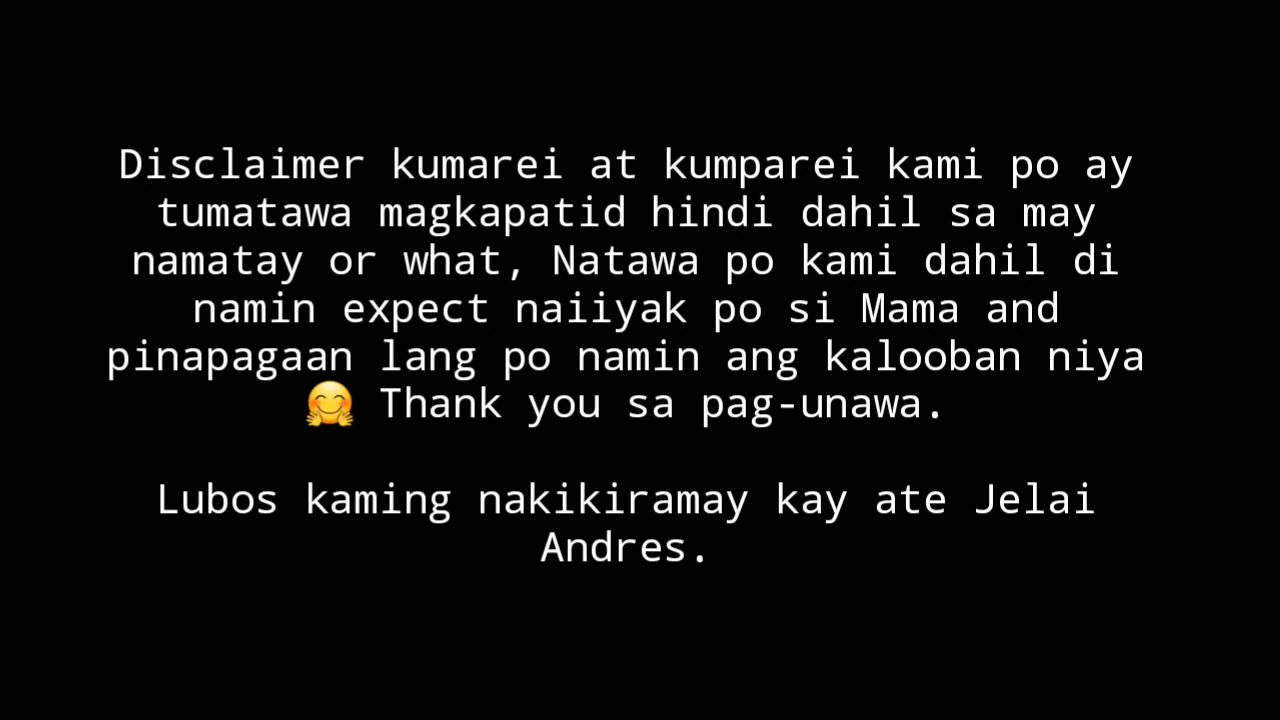 Disclaimer kumarei at kumparei kami po ay
tumatawa magkapatid hindi dahil sa may
namatay or what, Natawa po kami dahil di
namin expect naiiyak po si Mama and
pinapagaan lang po namin ang kalooban niya
🤗 Thank you sa pag-unawa.
Lubos kaming nakikiramay kay ate Jelai
Andres.